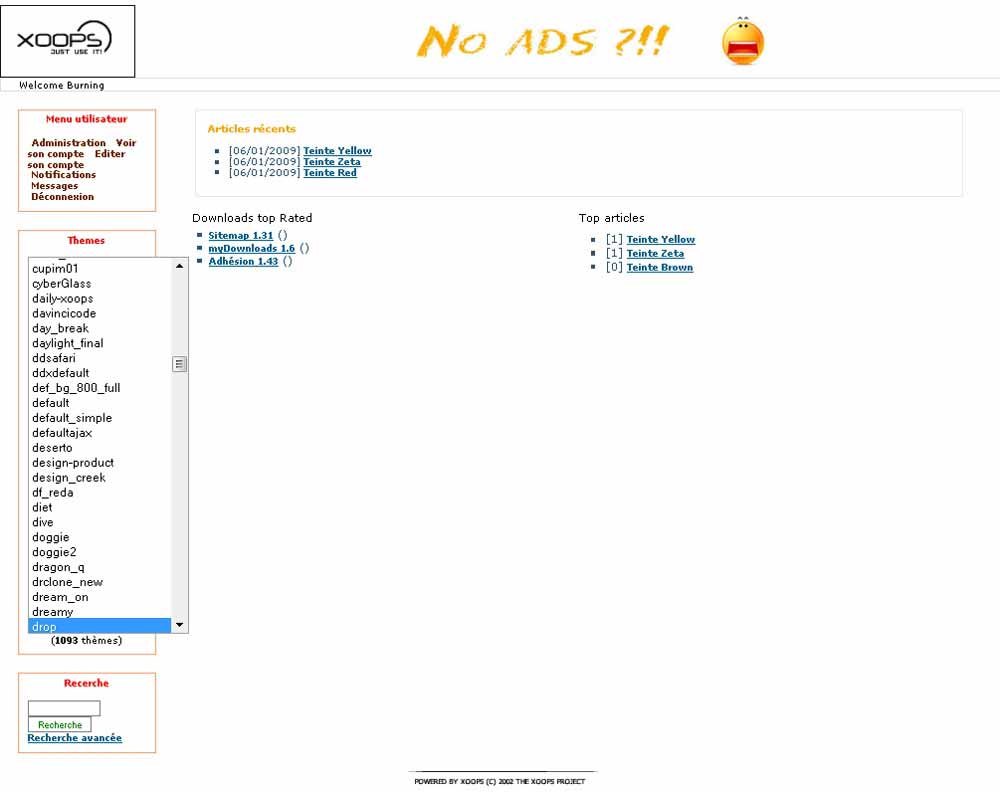 XOOPS
JUST USE IT!
No ADS ?!!
Welcome Burning
Menu utilisateur
Administration Voir
son compte Editer
son compte
Notifications
Messages
Déconnexion
Articles récents
[06/01/2009] Teinte Yellow
[06/01/2009] Teinte Zeta
[06/01/2009] Teinte Red
Downloads top Rated
Sitemap 1.31 ()
myDownloads 1.6 ()
Adhésion 1.43 ()
Top articles
[1] Teinte Yellow
[1] Teinte Zeta
[0] Teinte Brown
Themes
cupim01
cyberGlass
daily-xoops
davincicode
day_break
daylight_final
ddsafari
ddxdefault
def_bg_800_full
default
default_simple
defaultajax
deserto
design-product
design_creek
df_reda
diet
dive
doggie
doggie2
dragon_q
drclone_new
dream_on
dreamy
drop
(1093 thèmes)
Recerche
Recherche
Recherche avancée
POWERED BY XOOPS (C) 2002 THE XOOPS PROJECT